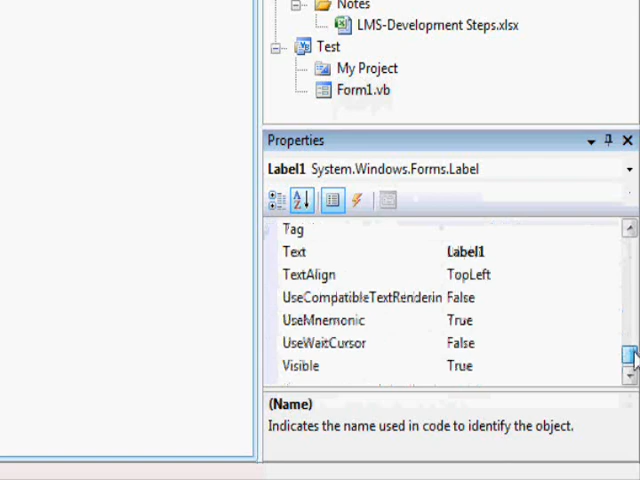 Notes
LMS-Development Steps.xlsx
Test
My Project
Form1.vb
Properties
Label1 System.Windows.Forms.Label
Tag
Text Label1
TextAlign TopLeft
UseCompatibleTextRenderin False
UseMnemonic True
UseWaitCursor False
Visible True
(Name)
Indicates the name used in code to identify the object.